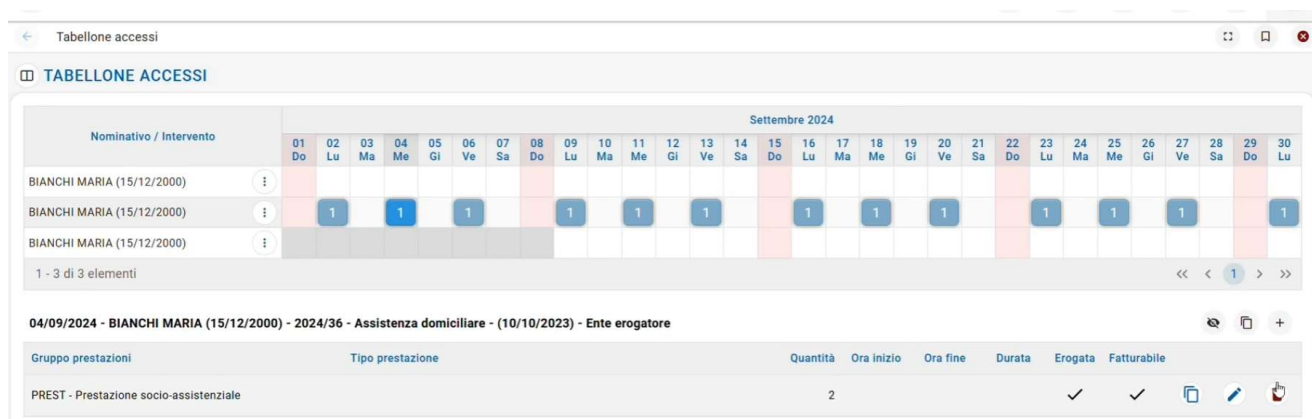 Tabellone accessi
TABELLONE ACCESSI
Nominativo / Intervento
Settembre 2024
01 02 03 04 05 06 07 08 09 10 11 12 13 14 15 16 17 18 19 20 21 22 23 24 25 26 27 28 29 30
Do Lu Ma Me Gi Ve Sa Do Lu Ma Me Gi Ve Sa Do Lu Ma Me Gi Ve Sa Do Lu Ma Me Gi Ve Sa Do Lu
BIANCHI MARIA (15/12/2000)
BIANCHI MARIA (15/12/2000) 1 1 1 1 1 1 1 1 1 1 1 1 1
BIANCHI MARIA (15/12/2000)
1 - 3 di 3 elementi << < 1 > >>
04/09/2024 - BIANCHI MARIA (15/12/2000) - 2024/36 - Assistenza domiciliare - (10/10/2023) - Ente erogatore
Gruppo prestazioni Tipo prestazione Quantità Ora inizio Ora fine Durata Erogata Fatturabile
PREST - Prestazione socio-assistenziale 2